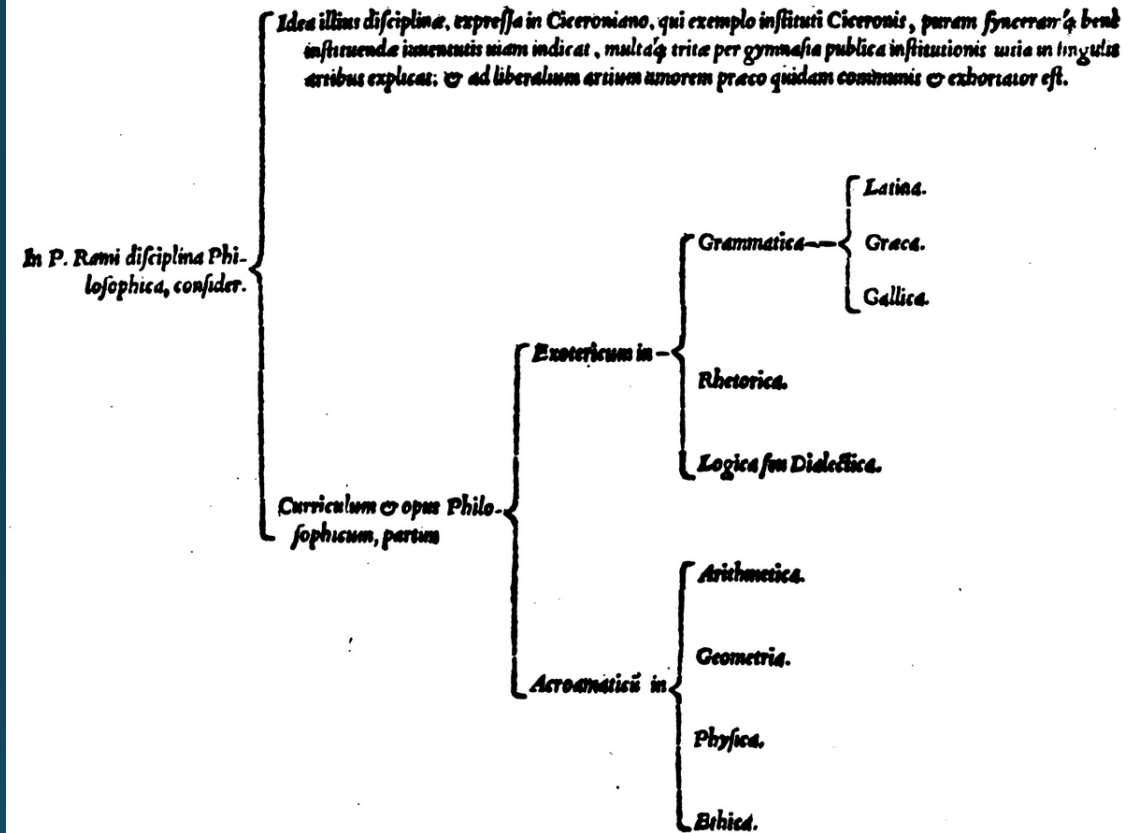 Idea illius diſciplinæ, expreſſa in Ciceroniano, qui exemplo inſtituti Ciceronis, puram ſynceramq́; benè
inſtituendæ iuuentutis uiam indicat, multaq́; tritæ per gymnaſia publica inſtitutionis uitia in ſingulis
artibus explicat: & ad liberalium artium amorem præco quidam communis & exhortator eſt.
Latina.
Grammatica
Græca.
In P. Rami diſciplina Phi-
loſophica, conſider.
Gallica.
Exotericum in
Rhetorica.
Logica ſeu Dialectica.
Curriculum & opus Philo-
ſophicum, partim
Arithmetica.
Geometria.
Acroamaticū in
Phyſica.
Ethica.